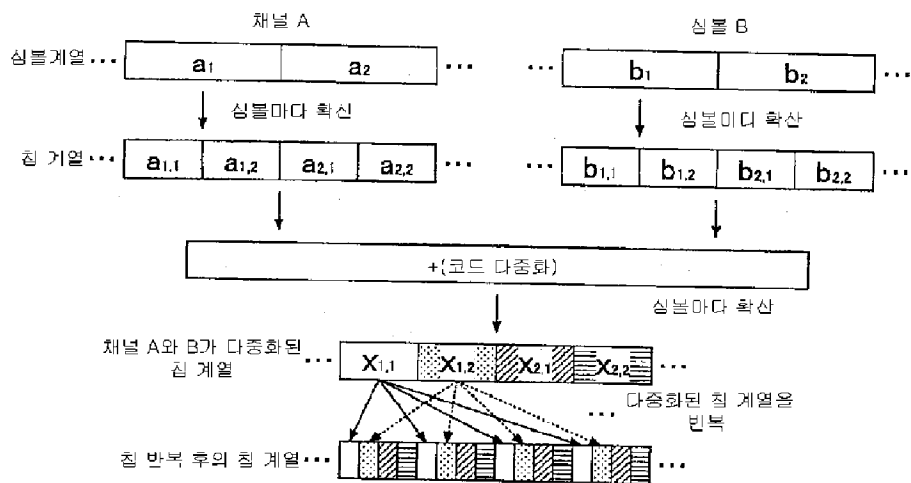 채널 A
심볼 B
심볼계열 ··· a1 a2 ··· ··· b1 b2 ···
심볼마다 확산
심볼마다 확산
칩 계열 ··· a1,1 a1,2 a2,1 a2,2 ··· ··· b1,1 b1,2 b2,1 b2,2 ···
+(코드 다중화)
심볼마다 확산
채널 A와 B가 다중화된
칩 계열 ··· X1,1 X1,2 X2,1 X2,2 ···
··· 다중화된 칩 계열을
반복
칩 반복 후의 칩 계열 ··· ···